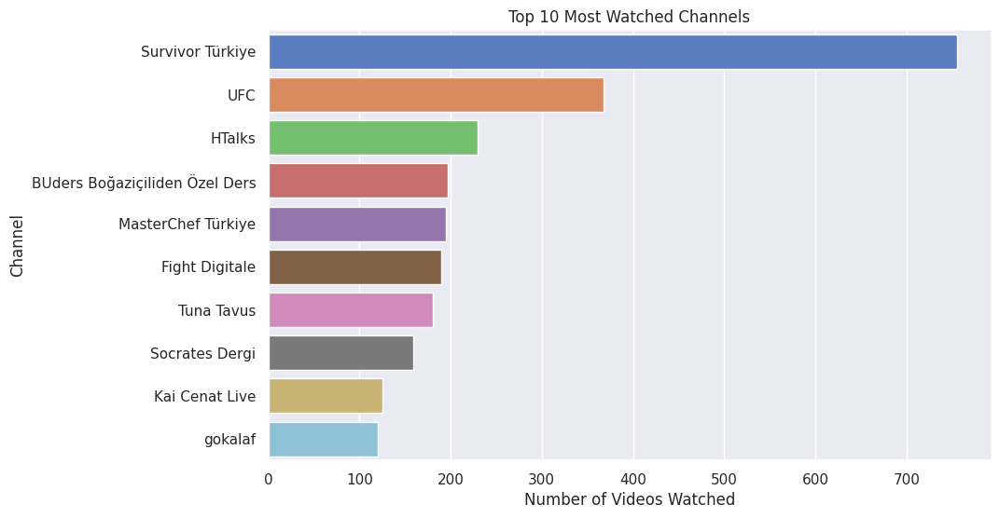 Top 10 Most Watched Channels
Channel
Survivor Türkiye
UFC
HTalks
BUders Boğaziçiliden Özel Ders
MasterChef Türkiye
Fight Digitale
Tuna Tavus
Socrates Dergi
Kai Cenat Live
gokalaf
0 100 200 300 400 500 600 700
Number of Videos Watched